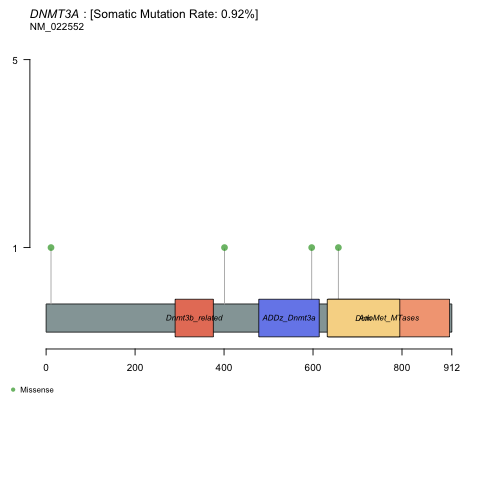 DNMT3A : [Somatic Mutation Rate: 0.92%]
NM_022552
5
1
Dnmt3b_related
ADDz_Dnmt3a
AdoMet_MTases
0
200
400
600
800
912
Missense